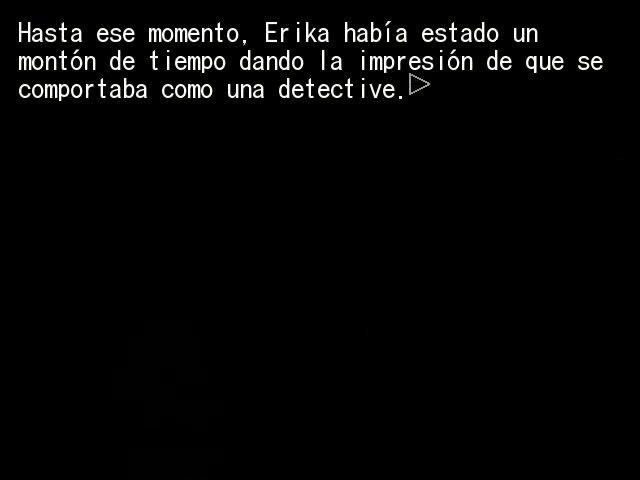 Hasta ese momento, Erika había estado un
montón de tiempo dando la impresión de que se
comportaba como una detective.